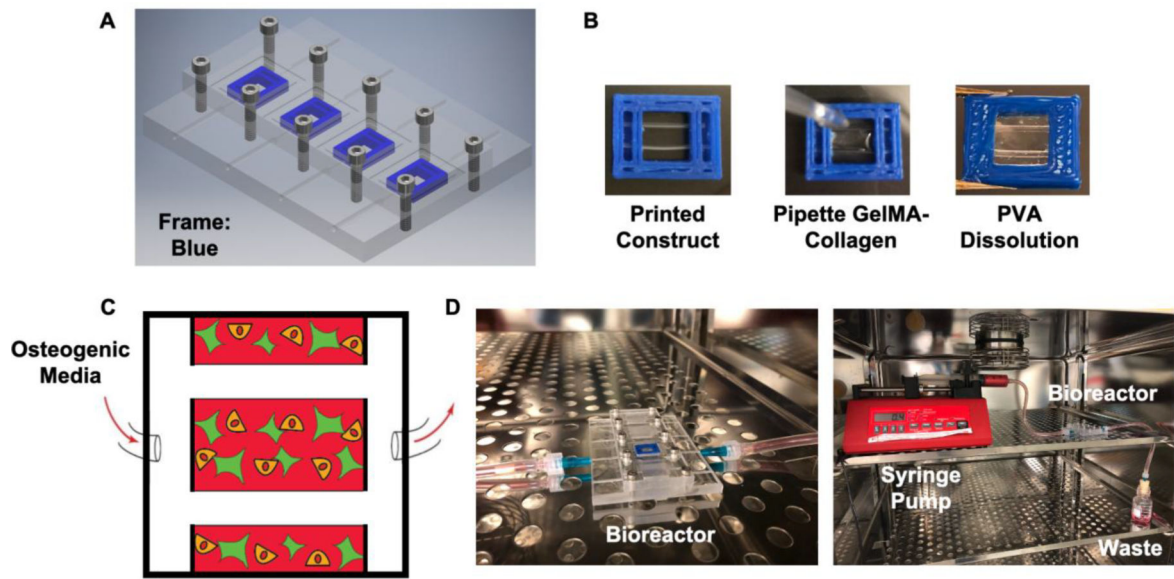 A
Frame:
Blue
B
Printed
Construct
Pipette GelMA-
Collagen
PVA
Dissolution
C
Osteogenic
Media
D
Bioreactor
Bioreactor
Syringe
Pump
Waste